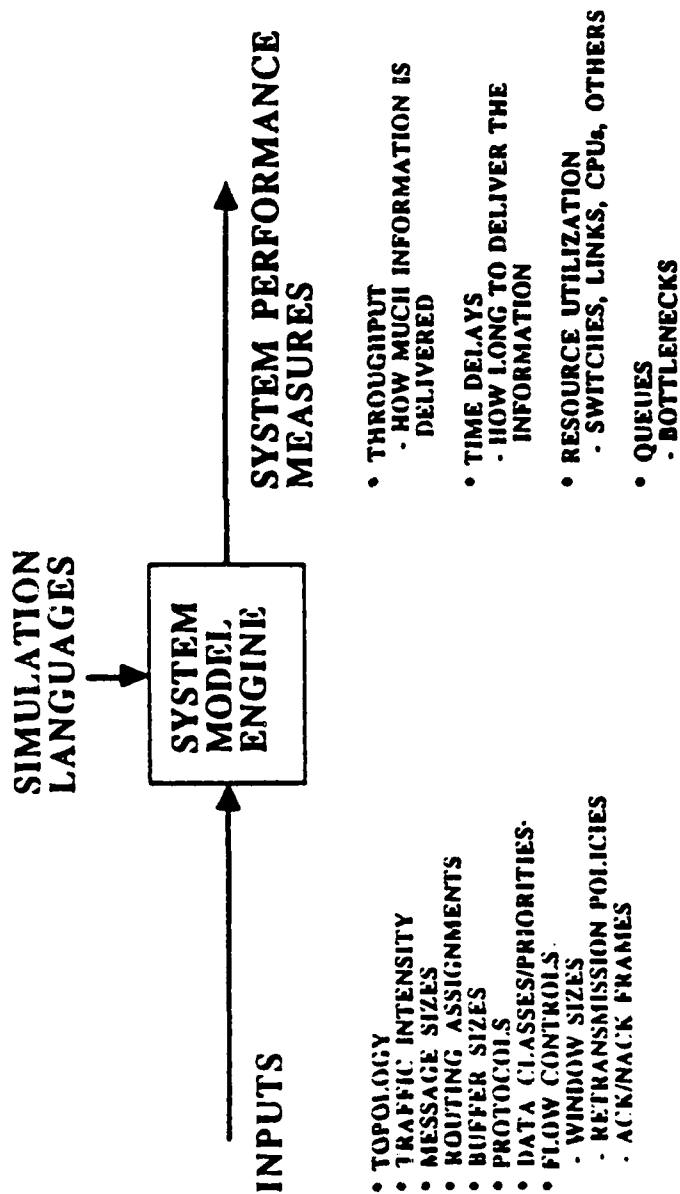 SIMULATION
LANGUAGES
INPUTS
SYSTEM
MODEL
ENGINE
SYSTEM PERFORMANCE
MEASURES
• TOPOLOGY
• TRAFFIC INTENSITY
• MESSAGE SIZES
• ROUTING ASSIGNMENTS
• BUFFER SIZES
• PROTOCOLS
• DATA CLASSES/PRIORITIES
• FLOW CONTROLS
- WINDOW SIZES
- RETRANSMISSION POLICIES
- ACK/NACK FRAMES
• THROUGHPUT
- HOW MUCH INFORMATION IS
DELIVERED
• TIME DELAYS
- HOW LONG TO DELIVER THE
INFORMATION
• RESOURCE UTILIZATION
- SWITCHES, LINKS, CPUs, OTHERS
• QUEUES
- BOTTLENECKS